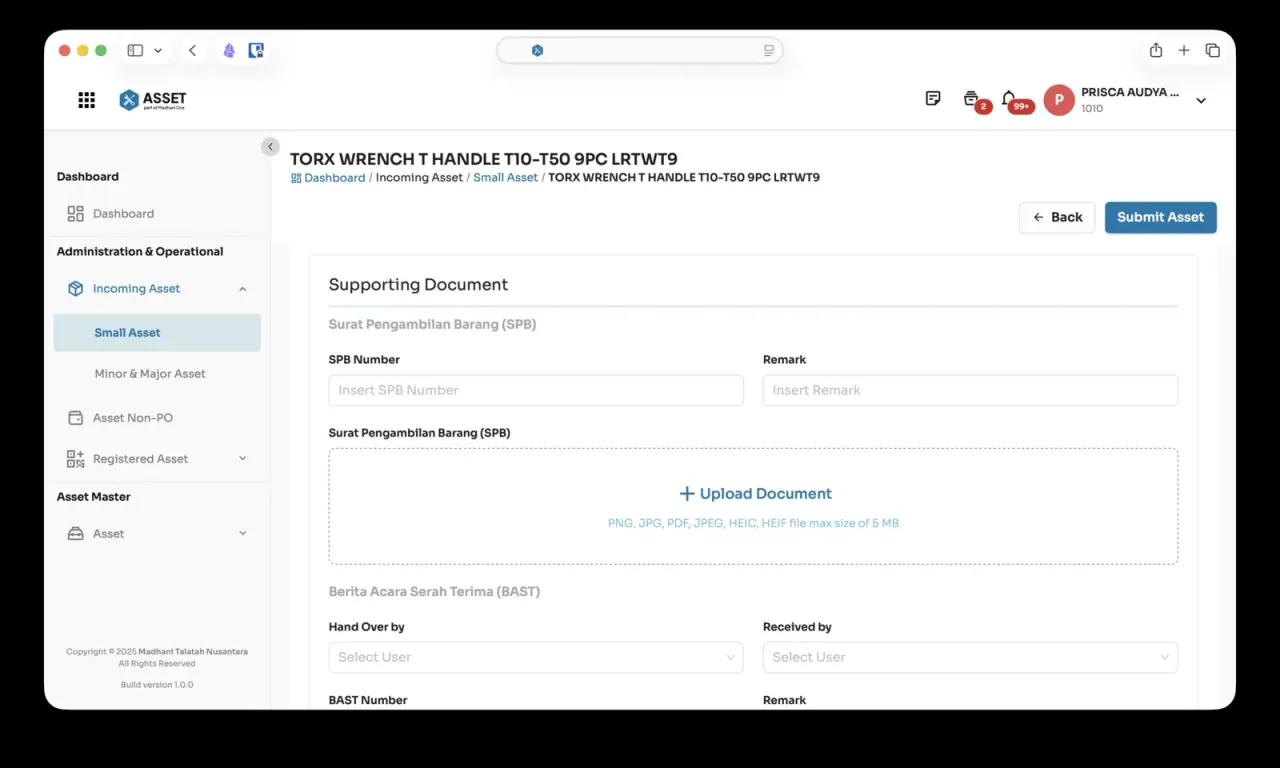 ASSET
part of Madhani One
2
99+
P
PRISCA AUDYA ...
1010
TORX WRENCH T HANDLE T10-T50 9PC LRTWT9
Dashboard / Incoming Asset / Small Asset / TORX WRENCH T HANDLE T10-T50 9PC LRTWT9
Back
Submit Asset
Dashboard
Dashboard
Administration & Operational
Incoming Asset
Small Asset
Minor & Major Asset
Asset Non-PO
Registered Asset
Asset Master
Asset
Copyright © 2025 Madhani Talatah Nusantara
All Rights Reserved
Build version 1.0.0
Supporting Document
Surat Pengambilan Barang (SPB)
SPB Number
Remark
Insert SPB Number
Insert Remark
Surat Pengambilan Barang (SPB)
+ Upload Document
PNG, JPG, PDF, JPEG, HEIC, HEIF file max size of 5 MB
Berita Acara Serah Terima (BAST)
Hand Over by
Received by
Select User
Select User
BAST Number
Remark